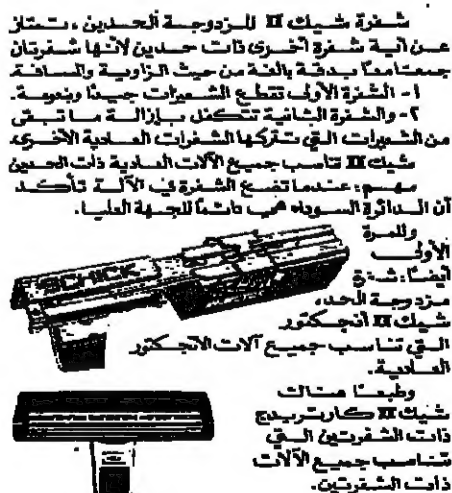 شفرة شيك II المزدوجة الحدين ، تمتاز
عن أية شفرة أخرى ذات حدين لأنها شفرتان
جمعتا معاً بدقة بالغة من حيث الزاوية والمسافة.
١- الشفرة الأولى تقطع الشعيرات جيداً وبنعومة.
٢- والشفرة الثانية تتكفل بإزالة ما تبقى
من الشعيرات التي تتركها الشفرات العادية الأخرى.
شيك II تناسب جميع الآلات العادية ذات الحدين
مهم: عندما تضع الشفرة في الآلة تأكد
أن الدائرة السوداء هي دائماً للجهة العليا.
وللمرة
الأولى
أيضاً: شفرة
مزدوجة الحد،
شيك II أنجكتور
التي تناسب جميع آلات الانجكتور
العادية.
وطبعاً هناك
شيك II كارتريدج
ذات الشفرتين التي
تناسب جميع الآلات
ذات الشفرتين.
SCHICK